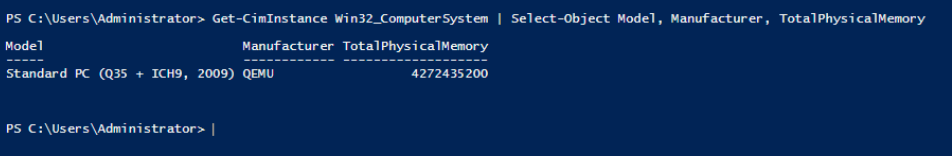 PS C:\Users\Administrator> Get-CimInstance Win32_ComputerSystem | Select-Object Model, Manufacturer, TotalPhysicalMemory
Model                            Manufacturer TotalPhysicalMemory
-----                            ------------ -------------------
Standard PC (Q35 + ICH9, 2009) QEMU                  4272435200
PS C:\Users\Administrator>